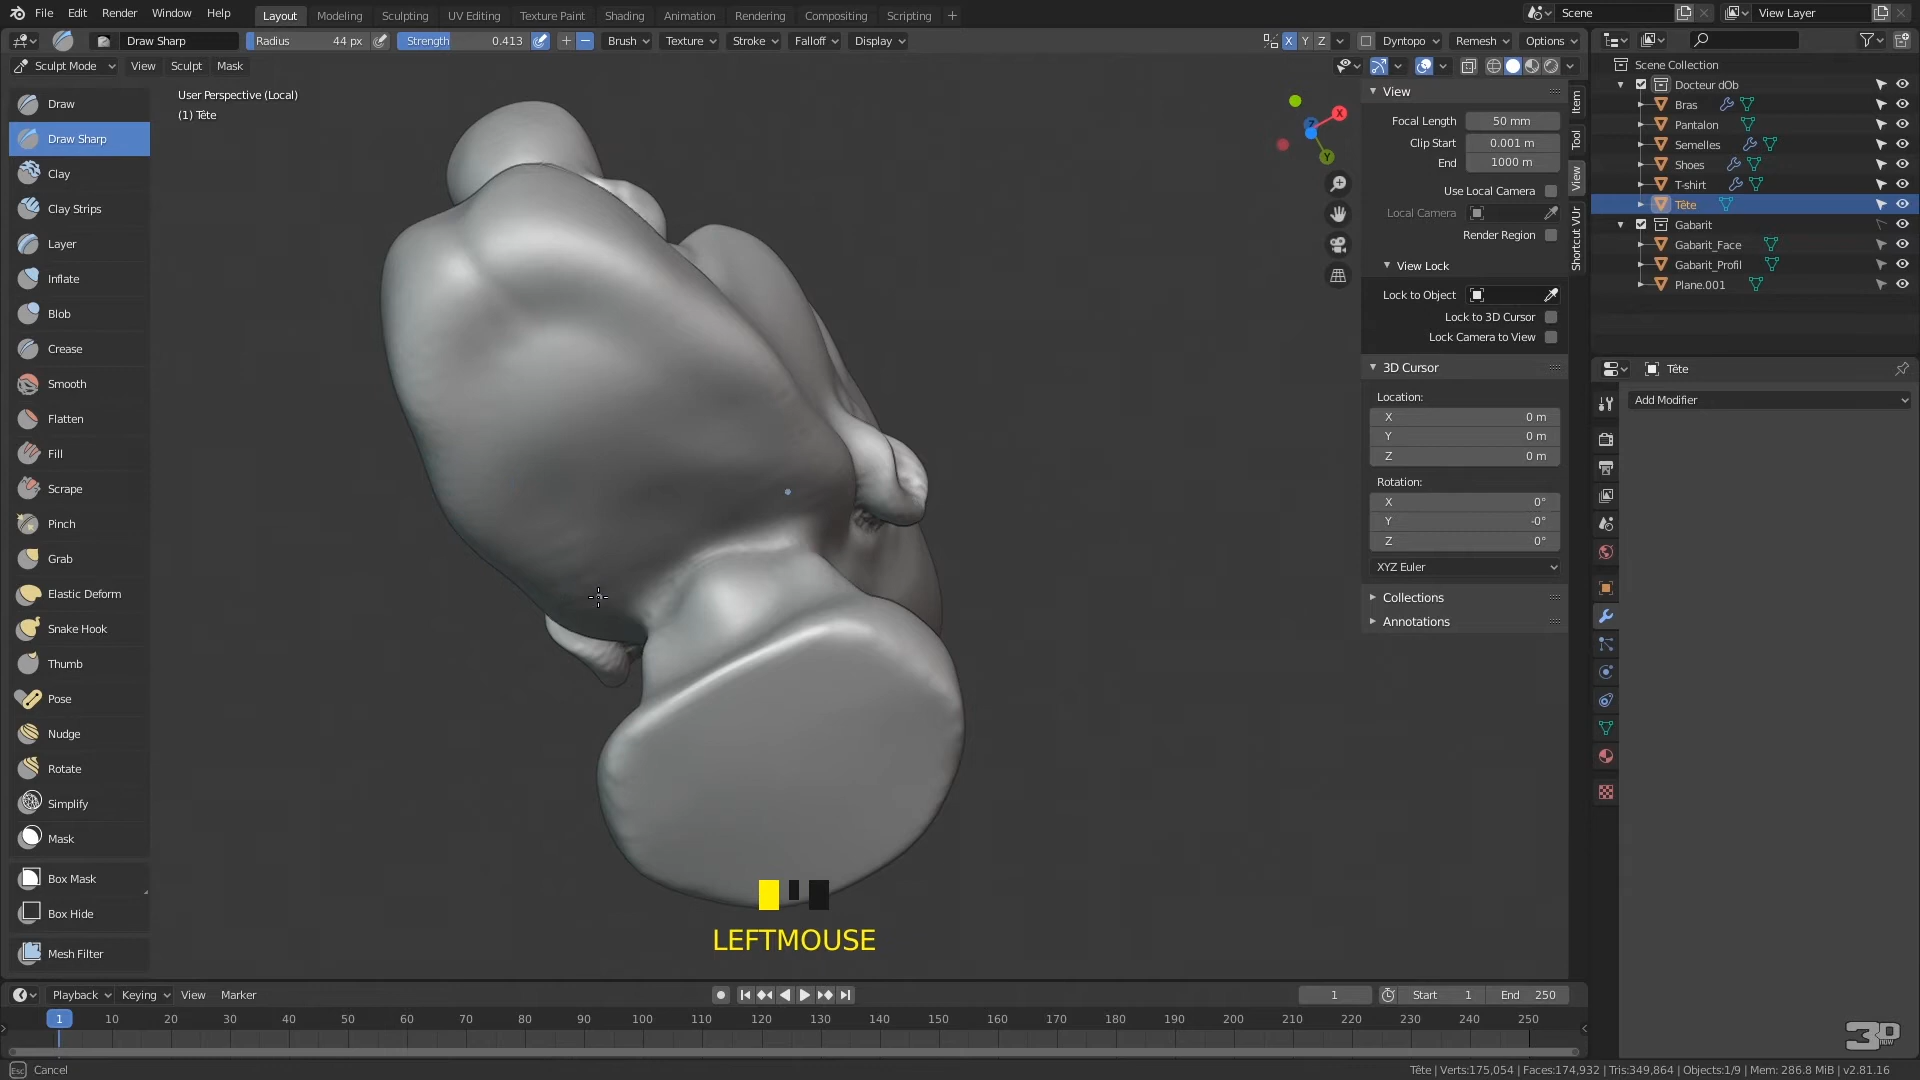 File Edit Render Window Help Layout Modeling Sculpting UV Editing Texture Paint Shading Animation Rendering Compositing Scripting + Scene View Layer
Draw Sharp Radius 44 px Strength 0.413 Brush Texture Stroke Falloff Display X Y Z Dyntopo Remesh Options
Sculpt Mode View Sculpt Mask
User Perspective (Local)
(1) Tête
Draw
Draw Sharp
Clay
Clay Strips
Layer
Inflate
Blob
Crease
Smooth
Flatten
Fill
Scrape
Pinch
Grab
Elastic Deform
Snake Hook
Thumb
Pose
Nudge
Rotate
Simplify
Mask
Box Mask
Box Hide
Mesh Filter
LEFTMOUSE
X
Y
Z
View
Focal Length 50 mm
Clip Start 0.001 m
End 1000 m
Use Local Camera
Local Camera
Render Region
View Lock
Lock to Object
Lock to 3D Cursor
Lock Camera to View
3D Cursor
Location:
X 0 m
Y 0 m
Z 0 m
Rotation:
X 0°
Y -0°
Z 0°
XYZ Euler
Collections
Annotations
Item
Tool
View
Shortcut VUr
Scene Collection
Docteur dOb
Bras
Pantalon
Semelles
Shoes
T-shirt
Tête
Gabarit
Gabarit_Face
Gabarit_Profil
Plane.001
Tête
Add Modifier
Playback Keying View Marker 1 Start 1 End 250
1 10 20 30 40 50 60 70 80 90 100 110 120 130 140 150 160 170 180 190 200 210 220 230 240 250
3D now
Esc Cancel Tête | Verts:175,054 | Faces:174,932 | Tris:349,864 | Objects:1/9 | Mem: 286.8 MiB | v2.81.16